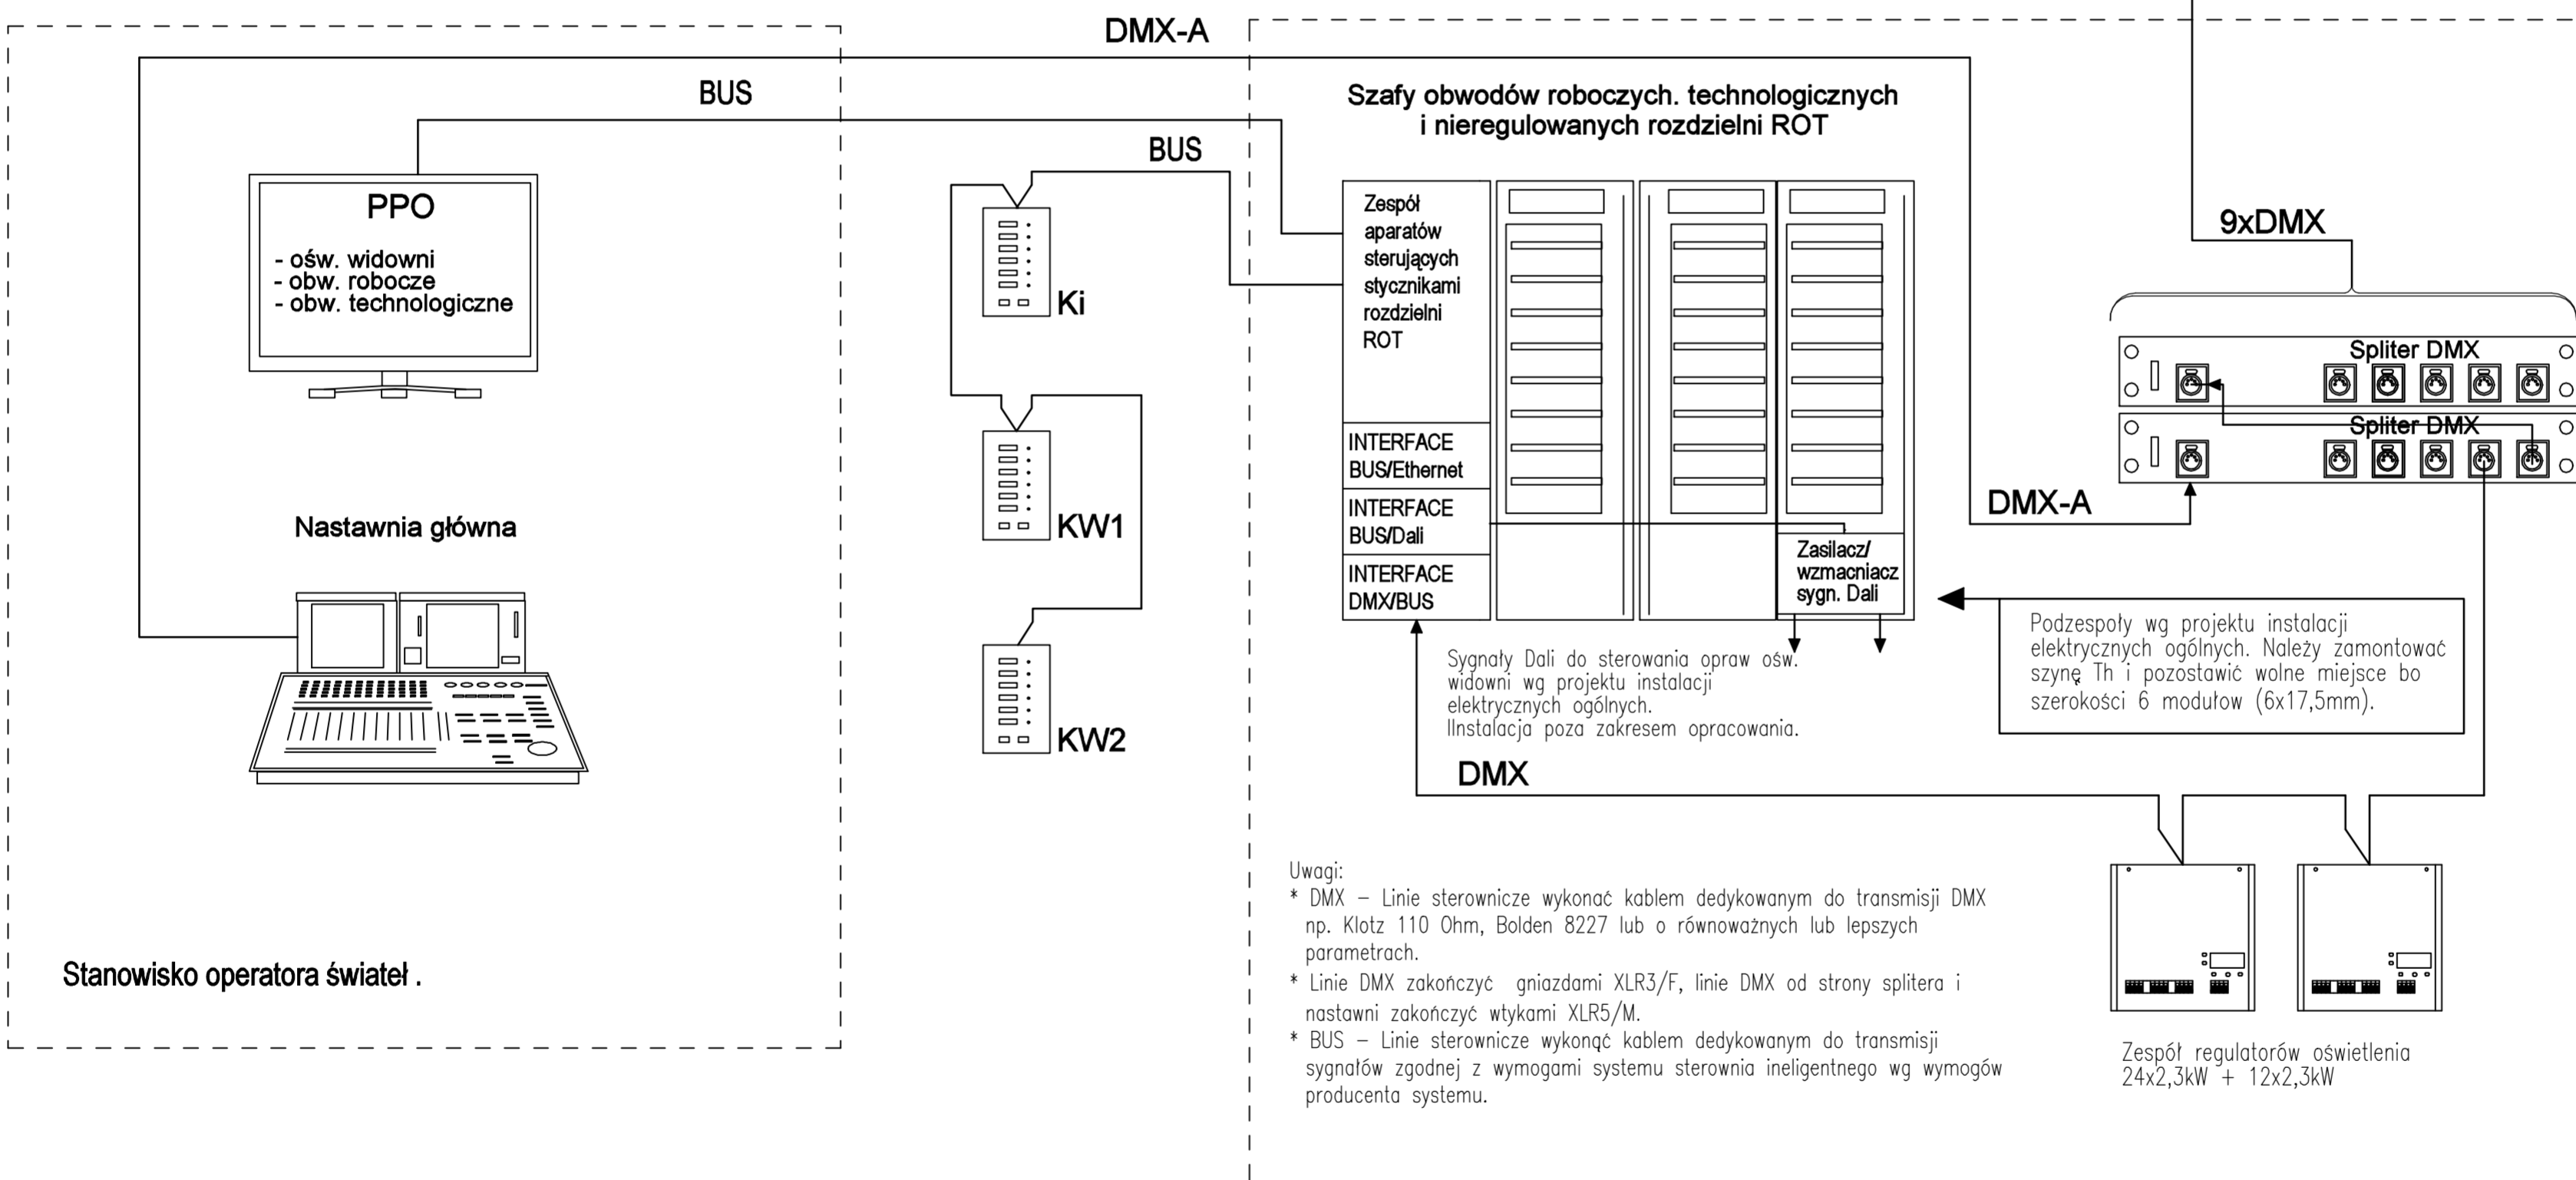 DMX-A
BUS
BUS
PPO
- ośw. widowni
- obw. robocze
- obw. technologiczne
Nastawnia główna
Stanowisko operatora świateł .
Ki
KW1
KW2
Szafy obwodów roboczych. technologicznych
i nieregulowanych rozdzielni ROT
Zespół
aparatów
sterujących
stycznikami
rozdzielni
ROT
INTERFACE
BUS/Ethernet
INTERFACE
BUS/Dali
INTERFACE
DMX/BUS
Zasilacz/
wzmacniacz
sygn. Dali
Sygnały Dali do sterowania opraw ośw.
widowni wg projektu instalacji
elektrycznych ogólnych.
IInstalacja poza zakresem opracowania.
DMX
9xDMX
Spliter DMX
Spliter DMX
DMX-A
Podzespoły wg projektu instalacji
elektrycznych ogólnych. Należy zamontować
szynę Th i pozostawić wolne miejsce bo
szerokości 6 modułow (6x17,5mm).
Uwagi:
* DMX – Linie sterownicze wykonać kablem dedykowanym do transmisji DMX
np. Klotz 110 Ohm, Bolden 8227 lub o równoważnych lub lepszych
parametrach.
* Linie DMX zakończyć gniazdami XLR3/F, linie DMX od strony splitera i
nastawni zakończyć wtykami XLR5/M.
* BUS – Linie sterownicze wykonąć kablem dedykowanym do transmisji
sygnałów zgodnej z wymogami systemu sterownia ineligentnego wg wymogów
producenta systemu.
Zespół regulatorów oświetlenia
24x2,3kW + 12x2,3kW